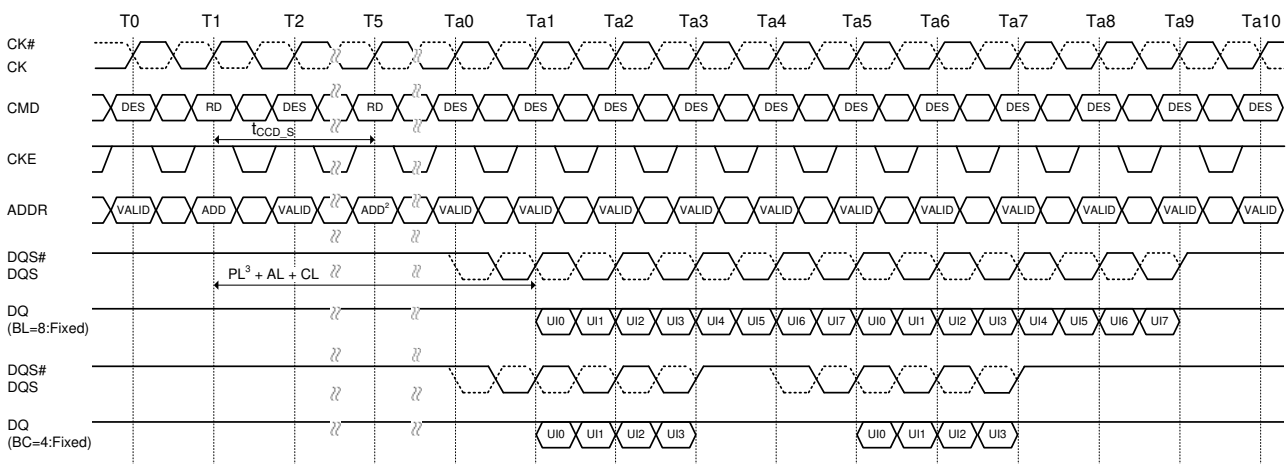 T0 T1 T2 T5 Ta0 Ta1 Ta2 Ta3 Ta4 Ta5 Ta6 Ta7 Ta8 Ta9 Ta10
CK#
CK
CMD DES RD DES RD DES DES DES DES DES DES DES DES DES DES DES
tCCD_S
CKE
ADDR VALID ADD VALID ADD2 VALID VALID VALID VALID VALID VALID VALID VALID VALID VALID VALID
DQS#
DQS
PL3 + AL + CL
DQ
(BL=8:Fixed)
UI0 UI1 UI2 UI3 UI4 UI5 UI6 UI7 UI0 UI1 UI2 UI3 UI4 UI5 UI6 UI7
DQS#
DQS
DQ
(BC=4:Fixed)
UI0 UI1 UI2 UI3 UI0 UI1 UI2 UI3